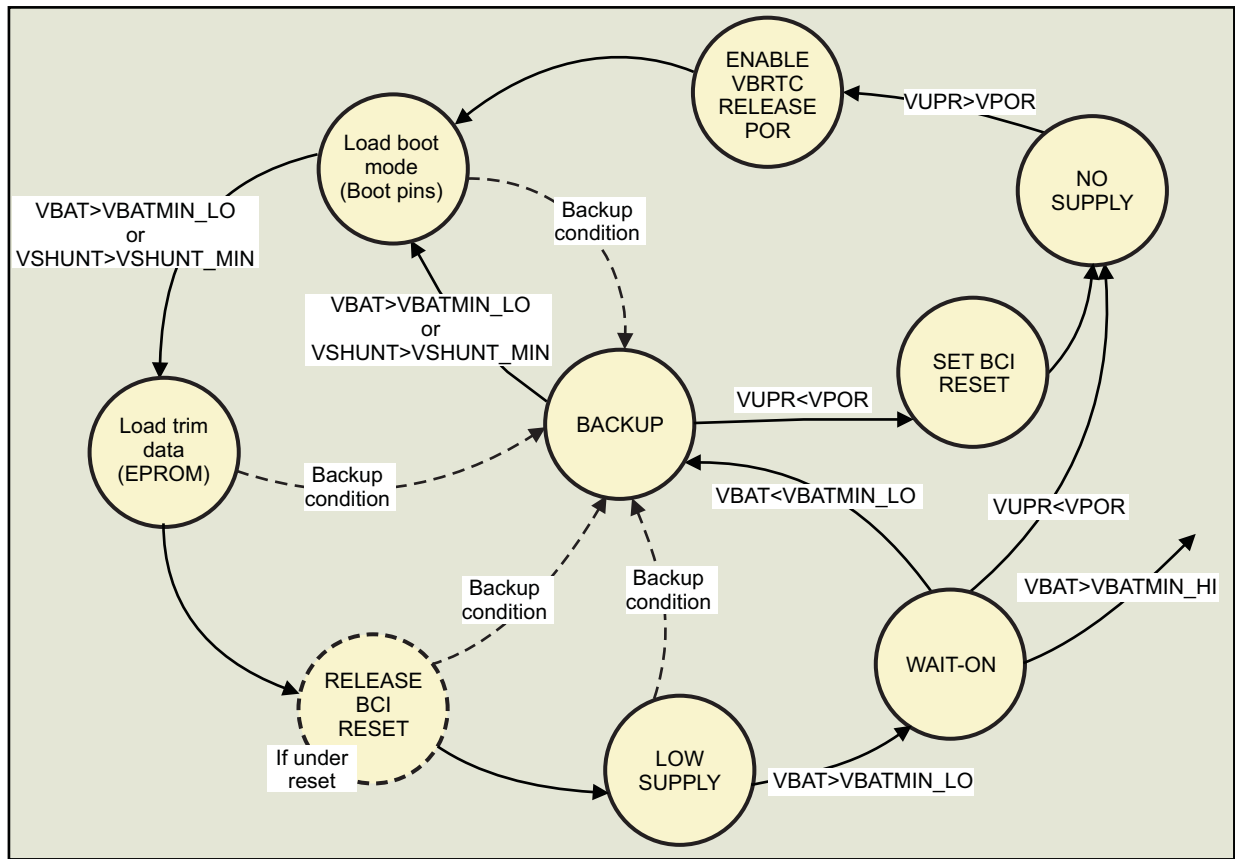 ENABLE
VBRTC
RELEASE
POR
VUPR>VPOR
NO
SUPPLY
Load boot
mode
(Boot pins)
Backup
condition
VBAT>VBATMIN_LO
or
VSHUNT>VSHUNT_MIN
VBAT>VBATMIN_LO
or
VSHUNT>VSHUNT_MIN
SET BCI
RESET
BACKUP
VUPR<VPOR
Load trim
data
(EPROM)
Backup
condition
VBAT<VBATMIN_LO
VUPR<VPOR
Backup
condition
Backup
condition
VBAT>VBATMIN_HI
WAIT-ON
RELEASE
BCI
RESET
If under
reset
LOW
SUPPLY
VBAT>VBATMIN_LO